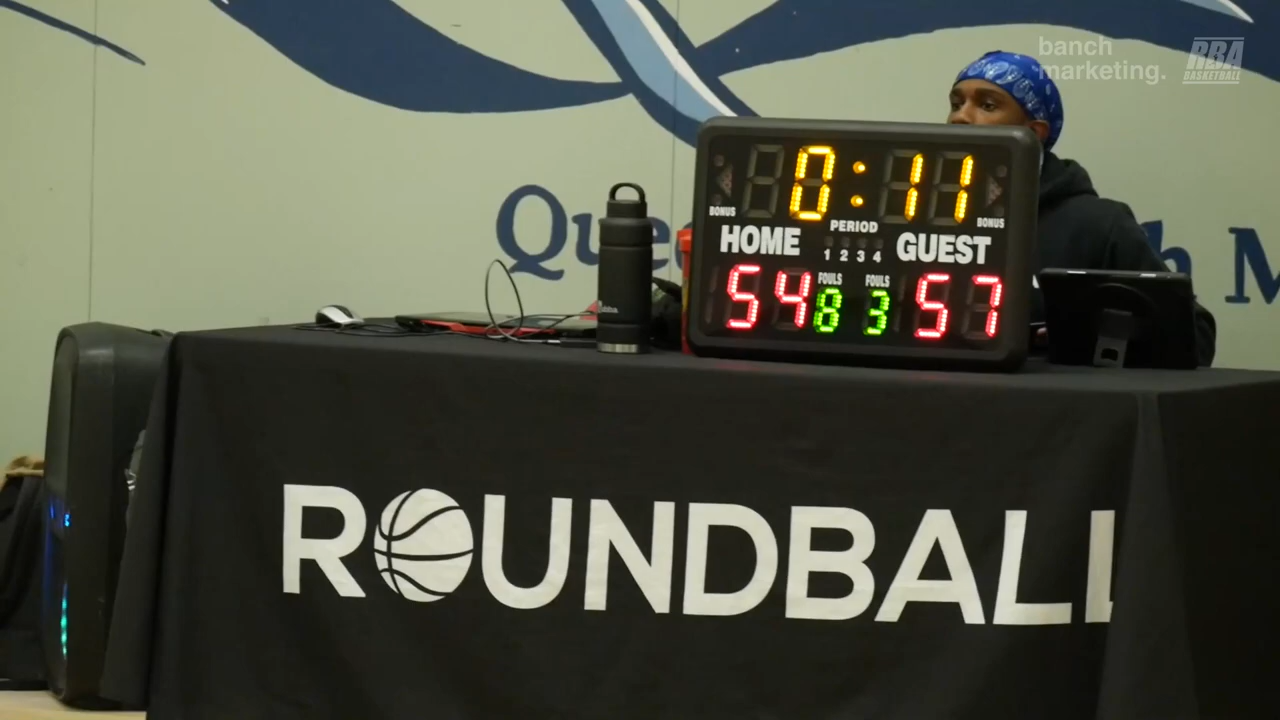 banch
marketing.
RBA
BASKETBALL
0:11
BONUS
PERIOD
BONUS
HOME
1 2 3 4
GUEST
FOULS
FOULS
54
8
3
57
ROUNDBALL